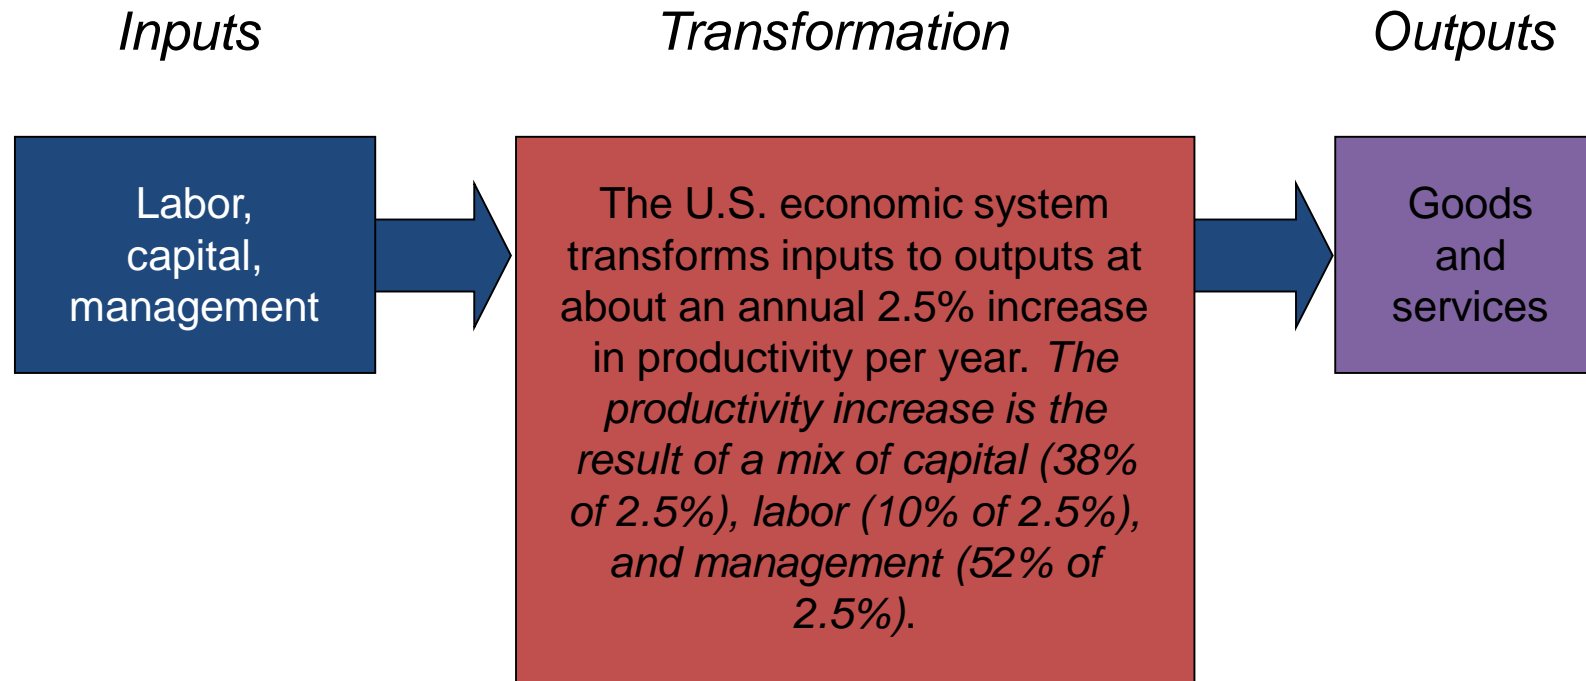 Inputs
Transformation
Outputs
Labor,
capital,
management
The U.S. economic system
transforms inputs to outputs at
about an annual 2.5% increase
in productivity per year. The
productivity increase is the
result of a mix of capital (38%
of 2.5%), labor (10% of 2.5%),
and management (52% of
2.5%).
Goods
and
services